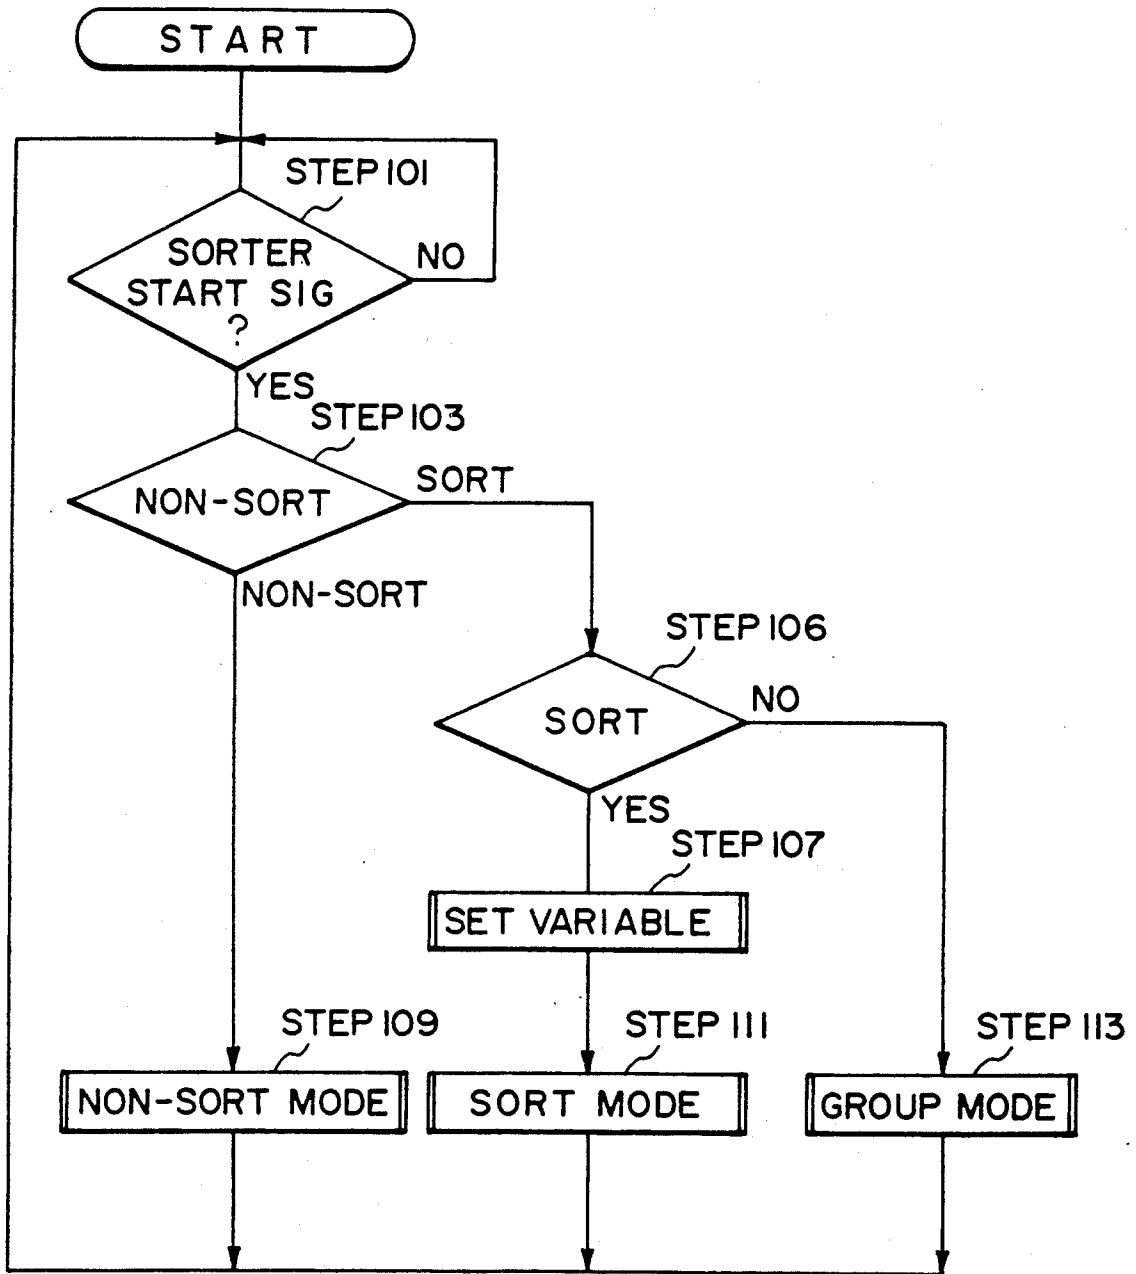 START
STEP 101
SORTER
START SIG
?
NO
YES
STEP 103
NON-SORT
SORT
NON-SORT
STEP 106
SORT
NO
YES
STEP 107
SET VARIABLE
STEP 109
NON-SORT MODE
STEP 111
SORT MODE
STEP 113
GROUP MODE